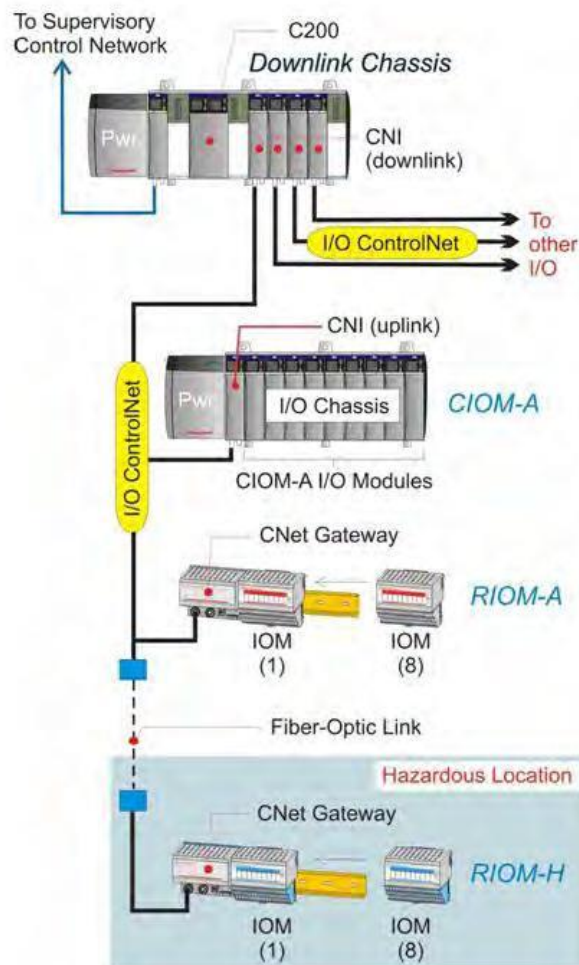 To Supervisory
Control Network
C200
Downlink Chassis
Pwr.
CNI
(downlink)
To
I/O ControlNet
other
I/O
CNI (uplink)
Pwr
I/O Chassis
CIOM-A
I/O ControlNet
CIOM-A I/O Modules
CNet Gateway
RIOM-A
IOM
(1)
IOM
(8)
Fiber-Optic Link
Hazardous Location
CNet Gateway
RIOM-H
IOM
(1)
IOM
(8)